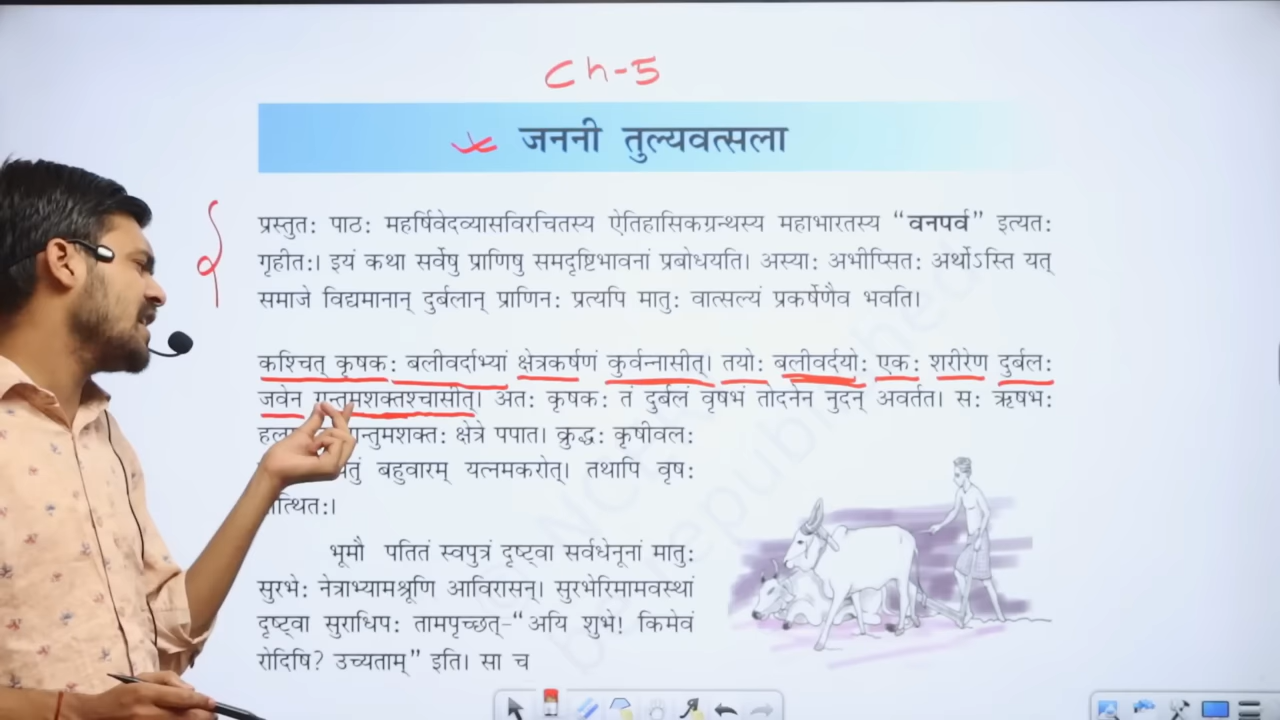 Ch-5
जननी तुल्यवत्सला
प्रस्तुतः पाठः महर्षिवेदव्यासविरचितस्य ऐतिहासिकग्रन्थस्य महाभारतस्य “वनपर्व” इत्यतः
गृहीतः। इयं कथा सर्वेषु प्राणिषु समदृष्टिभावनां प्रबोधयति। अस्याः अभीप्सितः अर्थोऽस्ति यत्
समाजे विद्यमानान् दुर्बलान् प्राणिनः प्रत्यपि मातुः वात्सल्यं प्रकर्षेणैव भवति।
कश्चित् कृषकः बलीवर्दाभ्यां क्षेत्रकर्षणं कुर्वन्नासीत्। तयोः बलीवर्दयोः एकः शरीरेण दुर्बलः
जवेन गन्तुमशक्तश्चासीत्। अतः कृषकः तं दुर्बलं वृषभं तोदनेन नुदन् अवर्तत। सः ऋषभः
क्षेत्रे पपात। क्रुद्धः कृषीवलः
बहुवारम् यत्नमकरोत्। तथापि वृषः
भूमौ पतितं स्वपुत्रं दृष्ट्वा सर्वधेनूनां मातुः
सुरभेः नेत्राभ्यामश्रूणि आविरासन्। सुरभेरिमामवस्थां
दृष्ट्वा सुराधिपः तामपृच्छत्-“अयि शुभे! किमेवं
रोदिषि? उच्यताम्” इति। सा च